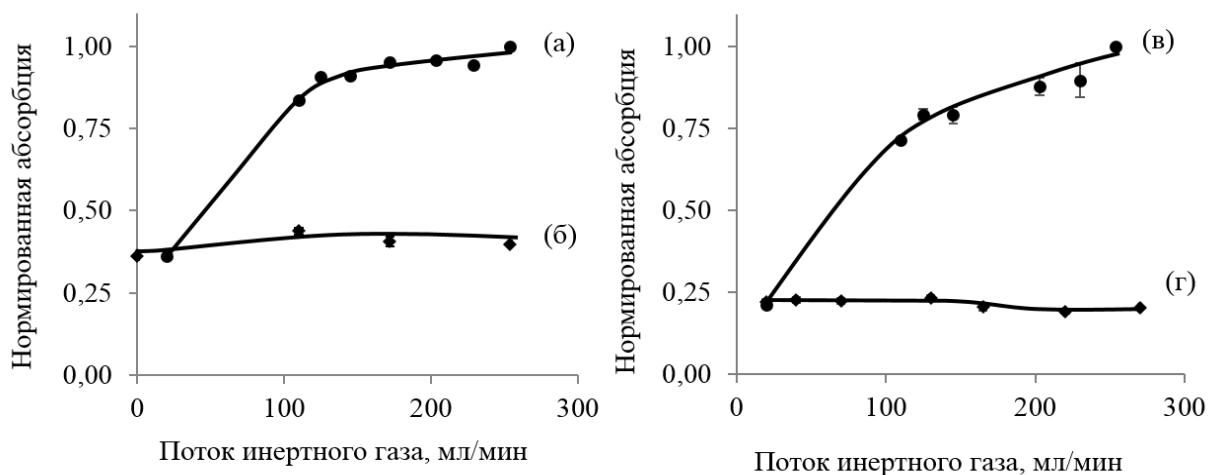 Нормированная абсорбция
1,00
0,75
0,50
0,25
0,00
0
100
200
300
Поток инертного газа, мл/мин
(а)
(б)
Нормированная абсорбция
1,00
0,75
0,50
0,25
0,00
0
100
200
300
Поток инертного газа, мл/мин
(в)
(г)